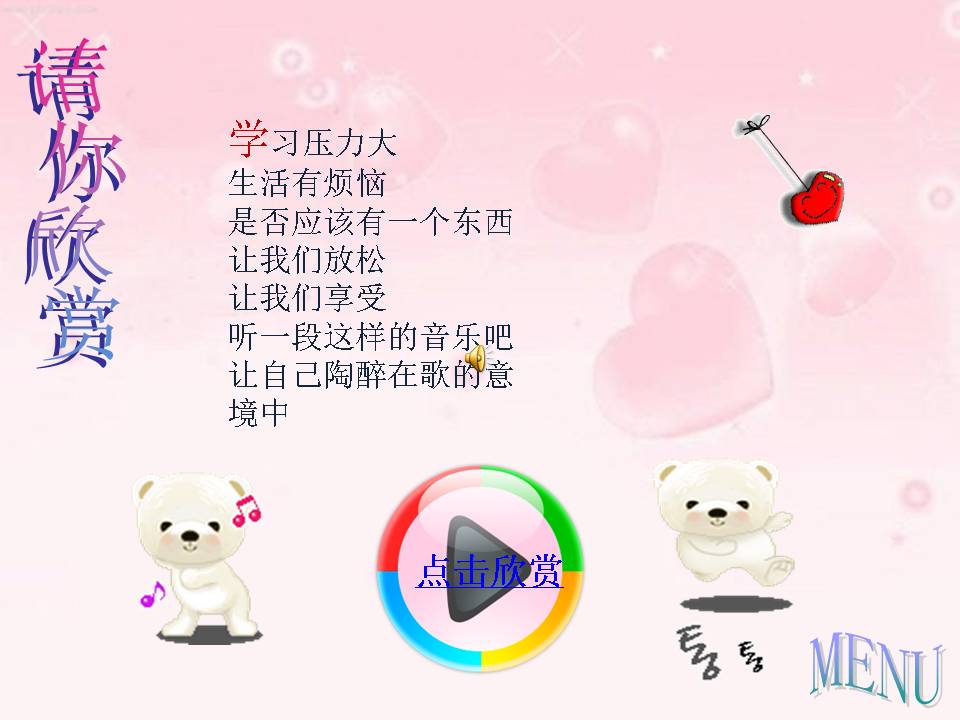 请你欣赏
学习压力大
生活有烦恼
是否应该有一个东西
让我们放松
让我们享受
听一段这样的音乐吧
让自己陶醉在歌的意
境中
点击欣赏
통 통
MENU